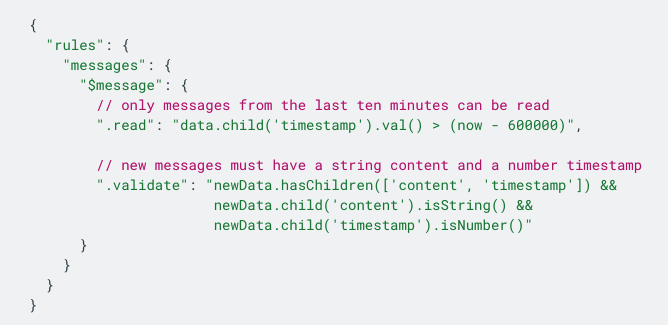 {
  "rules": {
    "messages": {
      "$message": {
        // only messages from the last ten minutes can be read
        ".read": "data.child('timestamp').val() > (now - 600000)",

        // new messages must have a string content and a number timestamp
        ".validate": "newData.hasChildren(['content', 'timestamp']) &&
                      newData.child('content').isString() &&
                      newData.child('timestamp').isNumber()"
      }
    }
  }
}